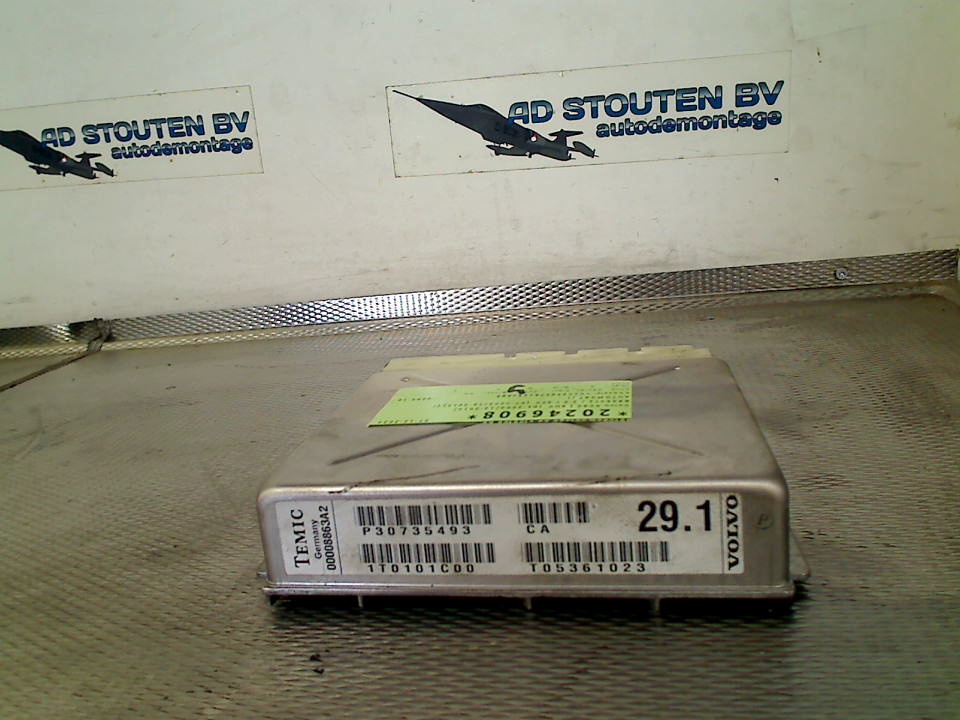 AD STOUTEN BV
autodemontage
AD STOUTEN BV
autodemontage
*20246908*
TEMIC
Germany
00008863A2
P30735493
CA
29.1
VOLVO
1T0101C00
T05361023